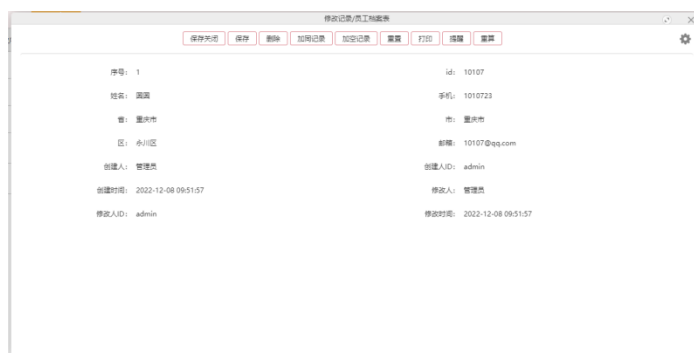 修改记录/员工档案表
保存关闭 保存 删除 加同记录 加空记录 重置 打印 提醒 重算
序号: 1 id: 10107
姓名: 圆圆 手机: 1010723
省: 重庆市 市: 重庆市
区: 永川区 邮箱: 10107@qq.com
创建人: 管理员 创建人ID: admin
创建时间: 2022-12-08 09:51:57 修改人: 管理员
修改人ID: admin 修改时间: 2022-12-08 09:51:57